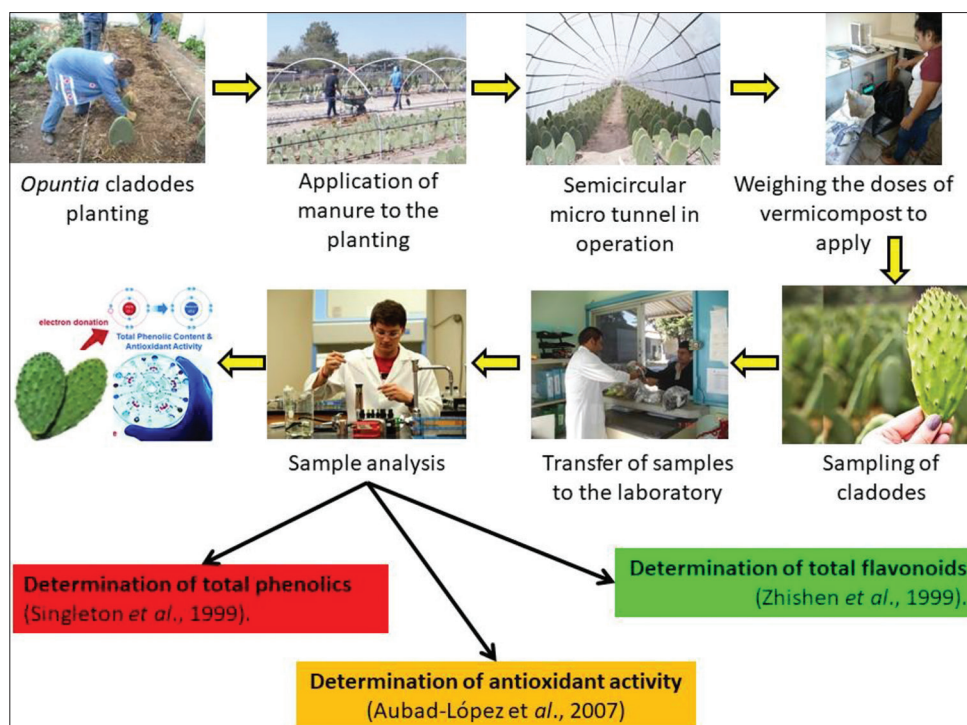 Opuntia cladodes
planting
Application of
manure to the
planting
Semicircular
micro tunnel in
operation
Weighing the doses of
vermicompost to
apply
electron donation
Total Phenolic Content &
Antioxidant Activity
Sample analysis
Transfer of samples
to the laboratory
Sampling of
cladodes
Determination of total phenolics
(Singleton et al., 1999).
Determination of total flavonoids
(Zhishen et al., 1999).
Determination of antioxidant activity
(Aubad-López et al., 2007)